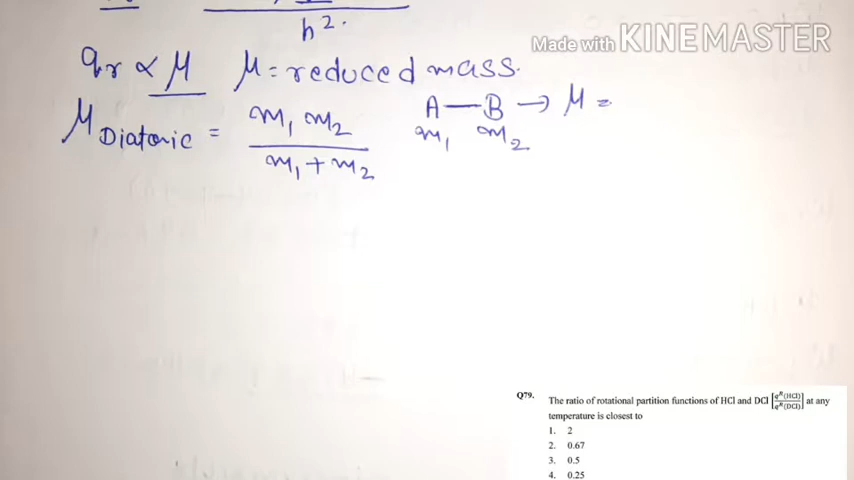 h².
Made with KINEMASTER
qr ∝ μ μ = reduced mass.
μ Diatomic = m₁ m₂ / m₁ + m₂ A — B → μ =
m₁ m₂
Q79. The ratio of rotational partition functions of HCl and DCl [qᴿ(HCl)/qᴿ(DCl)] at any
temperature is closest to
1. 2
2. 0.67
3. 0.5
4. 0.25